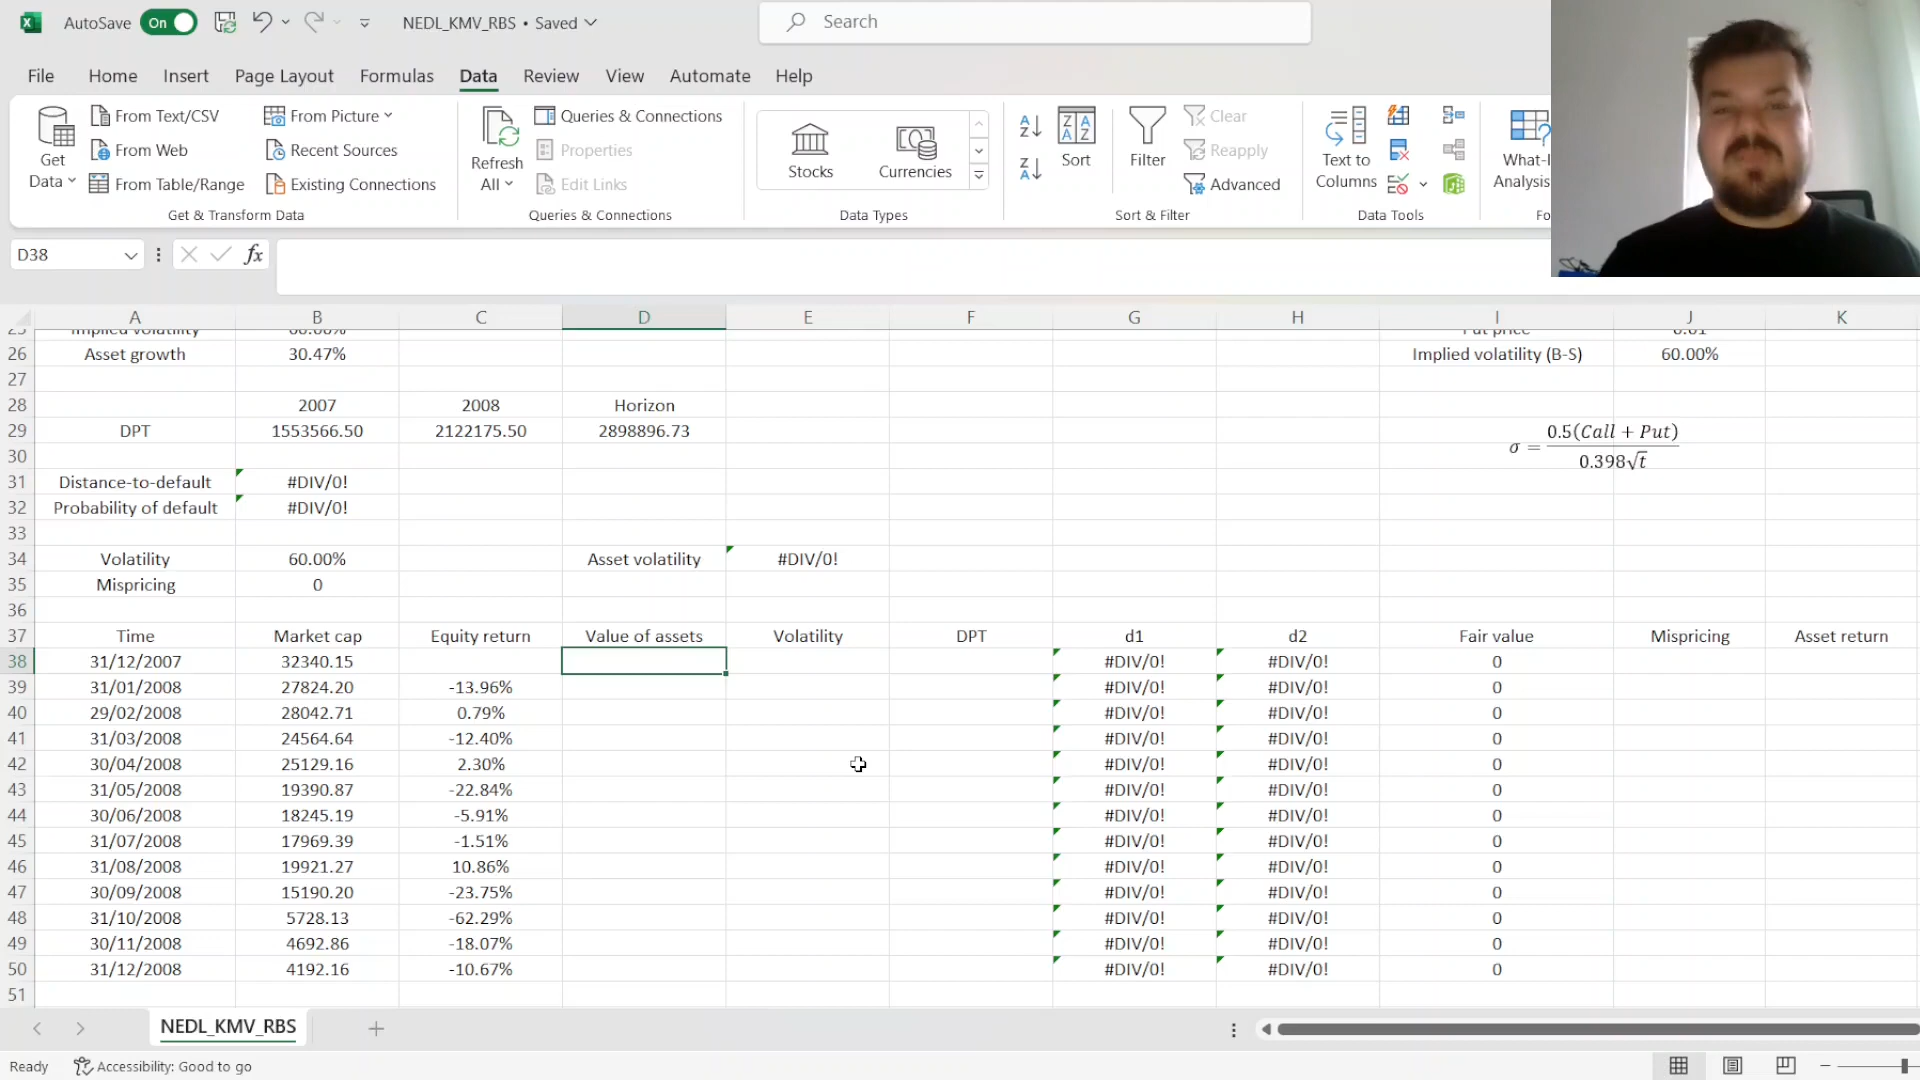 AutoSave On NEDL_KMV_RBS • Saved Search
File Home Insert Page Layout Formulas Data Review View Automate Help
Get Data
From Text/CSV
From Web
From Table/Range
From Picture
Recent Sources
Existing Connections
Get & Transform Data
Refresh All
Queries & Connections
Properties
Edit Links
Queries & Connections
Stocks Currencies
Data Types
Sort Filter
Clear
Reapply
Advanced
Sort & Filter
Text to Columns
Data Tools
What-I
Analysis
Fo
D38 fx
A B C D E F G H I J K
26 Asset growth 30.47% Implied volatility (B-S) 60.00%
27
28 2007 2008 Horizon
29 DPT 1553566.50 2122175.50 2898896.73
σ = 0.5(Call + Put)
0.398√t
30
31 Distance-to-default #DIV/0!
32 Probability of default #DIV/0!
33
34 Volatility 60.00% Asset volatility #DIV/0!
35 Mispricing 0
36
37 Time Market cap Equity return Value of assets Volatility DPT d1 d2 Fair value Mispricing Asset return
38 31/12/2007 32340.15 #DIV/0! #DIV/0! 0
39 31/01/2008 27824.20 -13.96% #DIV/0! #DIV/0! 0
40 29/02/2008 28042.71 0.79% #DIV/0! #DIV/0! 0
41 31/03/2008 24564.64 -12.40% #DIV/0! #DIV/0! 0
42 30/04/2008 25129.16 2.30% #DIV/0! #DIV/0! 0
43 31/05/2008 19390.87 -22.84% #DIV/0! #DIV/0! 0
44 30/06/2008 18245.19 -5.91% #DIV/0! #DIV/0! 0
45 31/07/2008 17969.39 -1.51% #DIV/0! #DIV/0! 0
46 31/08/2008 19921.27 10.86% #DIV/0! #DIV/0! 0
47 30/09/2008 15190.20 -23.75% #DIV/0! #DIV/0! 0
48 31/10/2008 5728.13 -62.29% #DIV/0! #DIV/0! 0
49 30/11/2008 4692.86 -18.07% #DIV/0! #DIV/0! 0
50 31/12/2008 4192.16 -10.67% #DIV/0! #DIV/0! 0
51
NEDL_KMV_RBS
Ready Accessibility: Good to go